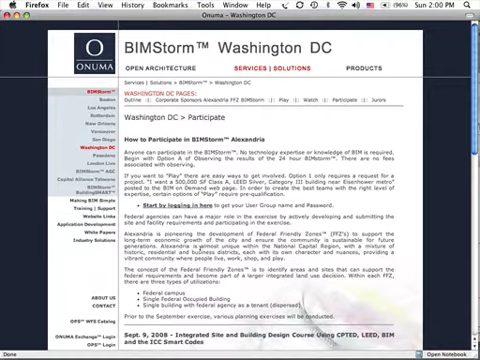 Firefox File Edit View History Bookmarks Tools Window Help (96%) Sun 2:00 PM
Onuma - Washington DC
ONUMA
BIMStorm™ Washington DC
OPEN ARCHITECTURE SERVICES | SOLUTIONS PRODUCTS
Services | Solutions > BIMStorm™ > Washington DC
BIMStorm™
Boston
Los Angeles
Rotterdam
New Orleans
Vancouver
San Diego
Washington DC
Pasadena
London Live
BIMStorm™ ASC
Capital Alliance Tatweer
BIMStorm™
BuildingSMART™
Making BIM Simple
Training | Support
Website Links
Application Development
White Papers
Industry Solutions
ABOUT US
CONTACT
OPS™ WFS Catalog
ONUMA Exchange™ Login
OPS™ Login
WASHINGTON DC PAGES:
Outline :: Corporate Sponsors Alexandria FFZ BIMStorm :: Play :: Watch :: Participate :: Jurors
Washington DC > Participate
How to Participate in BIMStorm™ Alexandria
Anyone can participate in the BIMStorm™. No technology expertise or knowledge of BIM is required.
Begin with Option A of Observing the results of the 24 hour BIMstorm™. There are no fees
associated with observing.
If you want to "Play" there are easy ways to get involved. Option 1 only requires a request for a
project, "I want a 500,000 SF Class A, LEED Silver, Category III building near Eisenhower metro"
posted to the BIM on Demand web page. In order to create the best teams with the right level of
expertise, certain options of "Play" require pre-qualification.
• Start by logging in here to get your User Group name and Password.
Federal agencies can have a major role in the exercise by actively developing and submitting the
site and facility requirements and participating in the exercise.
Alexandria is pioneering the development of Federal Friendly Zones™ (FFZ's) to support the
long-term economic growth of the city and ensure the community is sustainable for future
generations. Alexandria is almost unique within the National Capital Region, with a mixture of
historic, residential and business districts, each with its own character and nuances, providing a
vibrant community where people live, work, shop, and play.
The concept of the Federal Friendly Zones™ is to identify areas and sites that can support the
federal requirements and become part of a larger integrated land use decision. Within each FFZ,
there are three types of utilizations:
• Federal campus
• Single Federal Occupied Building
• Single building with federal agency as a tenant (dispersed)
Prior to the September exercise, various planning exercises will be conducted.
Sept. 9, 2008 - Integrated Site and Building Design Course Using CPTED, LEED, BIM
and the ICC Smart Codes
Done Open Notebook